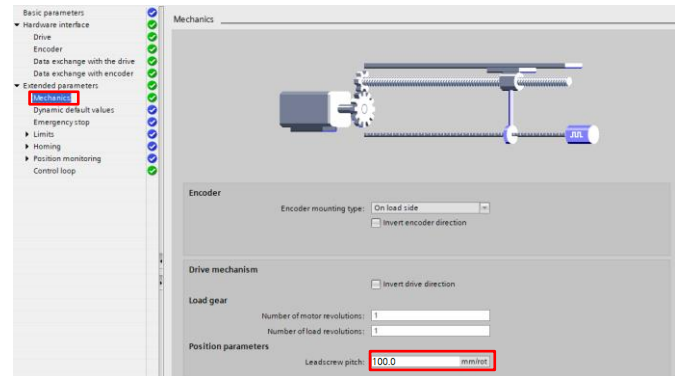 Basic parameters
Hardware interface
Drive
Encoder
Data exchange with the drive
Data exchange with encoder
Extended parameters
Mechanics
Dynamic default values
Emergency stop
Limits
Homing
Position monitoring
Control loop
Mechanics
Encoder
Encoder mounting type: On load side
Invert encoder direction
Drive mechanism
Invert drive direction
Load gear
Number of motor revolutions: 1
Number of load revolutions: 1
Position parameters
Leadscrew pitch: 100.0 mm/rot